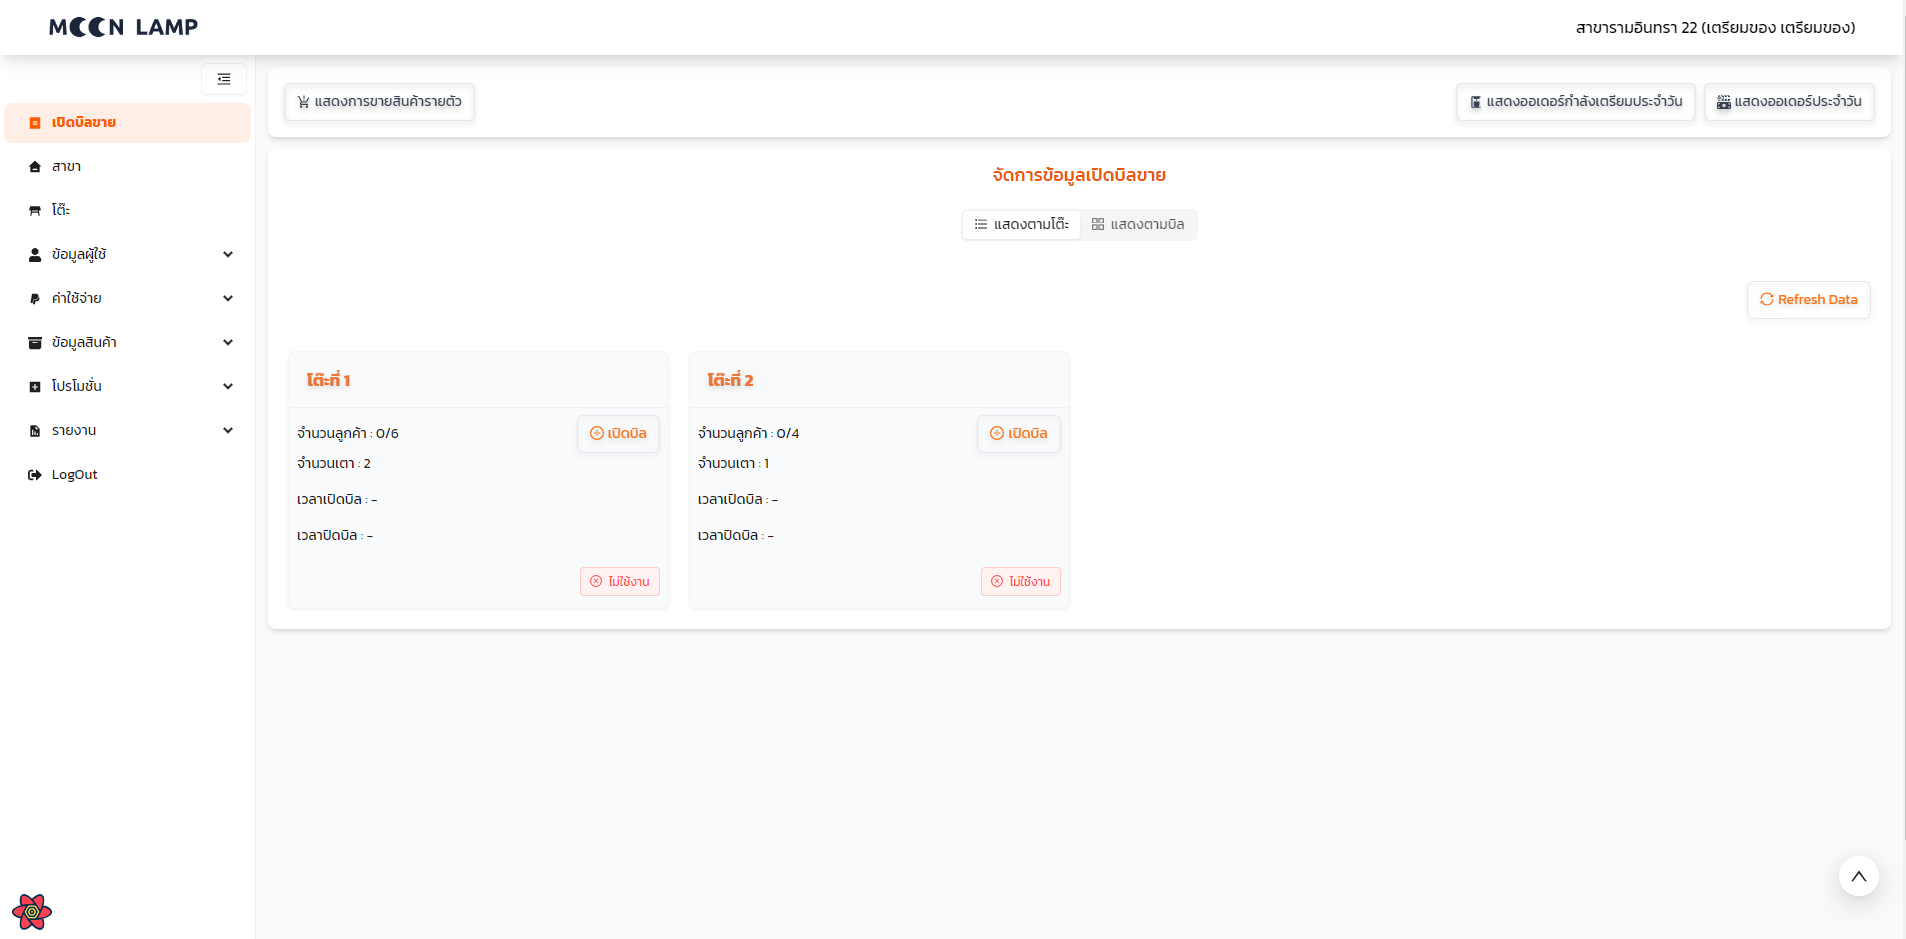 MOON LAMP
สาขารามอินทรา 22 (เตรียมของ เตรียมของ)
เปิดบิลขาย
สาขา
โต๊ะ
ข้อมูลผู้ใช้
ค่าใช้จ่าย
ข้อมูลสินค้า
โปรโมชั่น
รายงาน
LogOut
แสดงการขายสินค้ารายตัว
แสดงออเดอร์กำลังเตรียมประจำวัน
แสดงออเดอร์ประจำวัน
จัดการข้อมูลเปิดบิลขาย
แสดงตามโต๊ะ
แสดงตามบิล
Refresh Data
โต๊ะที่ 1
จำนวนลูกค้า : 0/6
เปิดบิล
จำนวนเตา : 2
เวลาเปิดบิล : -
เวลาปิดบิล : -
ไม่ใช้งาน
โต๊ะที่ 2
จำนวนลูกค้า : 0/4
เปิดบิล
จำนวนเตา : 1
เวลาเปิดบิล : -
เวลาปิดบิล : -
ไม่ใช้งาน